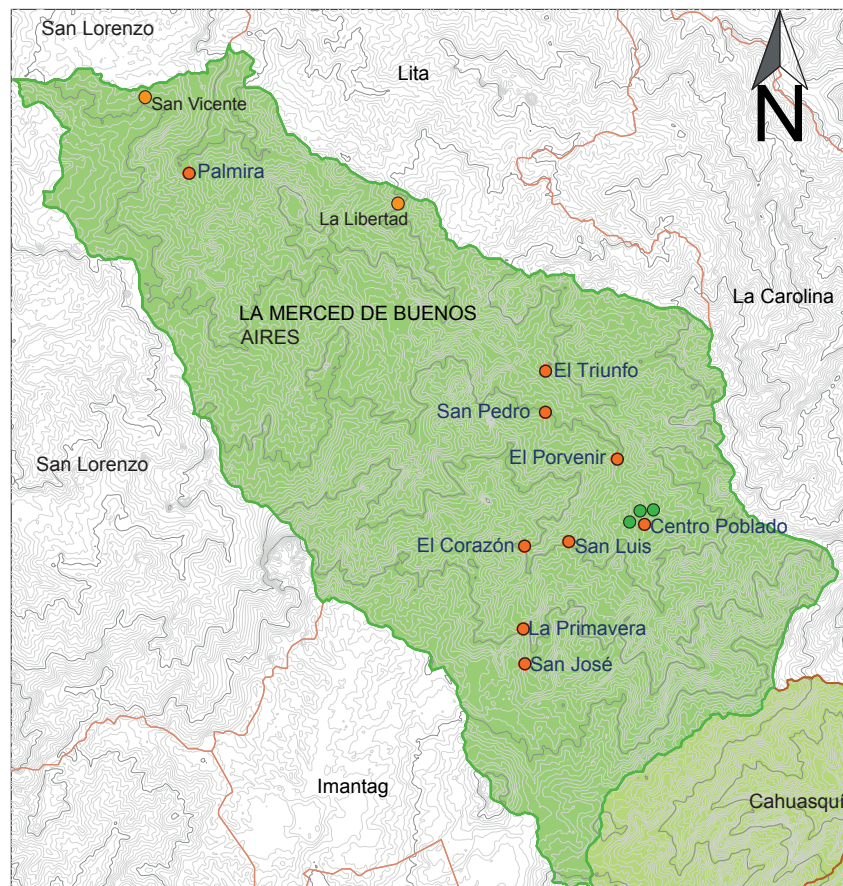 San Lorenzo
Lita
N
San Vicente
Palmira
La Libertad
La Carolina
LA MERCED DE BUENOS
AIRES
El Triunfo
San Pedro
El Porvenir
San Lorenzo
Centro Poblado
El Corazón
San Luis
La Primavera
San José
Imantag
Cahuasquí